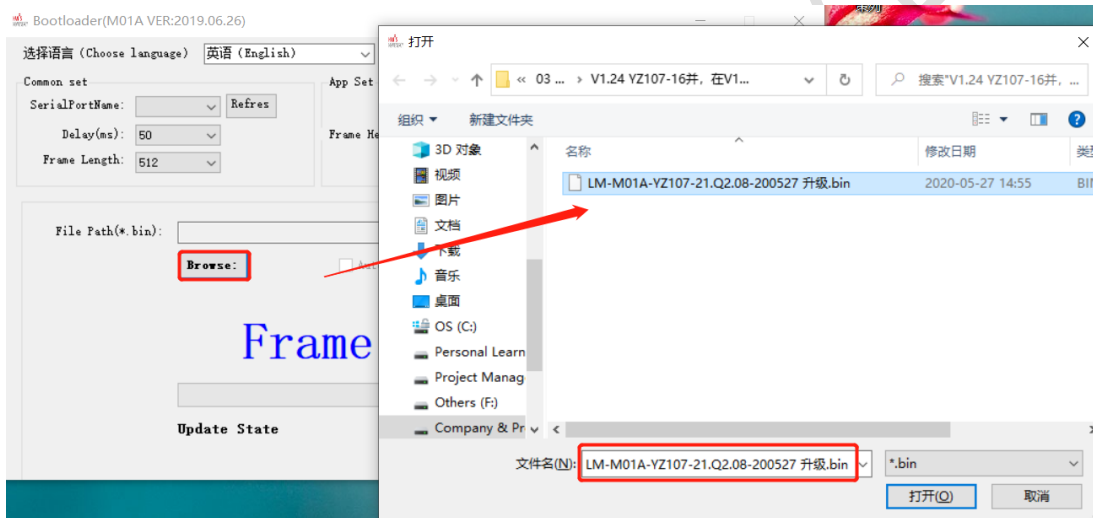 Bootloader(M01A VER:2019.06.26)
选择语言 (Choose language) 英语 (English)
Common set
SerialPortName: Refres
Delay(ms): 50
Frame Length: 512
App Set
Frame He
File Path(*.bin):
Browse:
Aut
Frame
Update State
打开
« 03 ... › V1.24 YZ107-16并，在V1...
搜索"V1.24 YZ107-16并，...
组织 新建文件夹
名称 修改日期
LM-M01A-YZ107-21.Q2.08-200527 升级.bin 2020-05-27 14:55 BI
3D 对象
视频
图片
文档
下载
音乐
桌面
OS (C:)
Personal Learn
Project Manag
Others (F:)
Company & Pr
文件名(N): LM-M01A-YZ107-21.Q2.08-200527 升级.bin
*.bin
打开(O) 取消